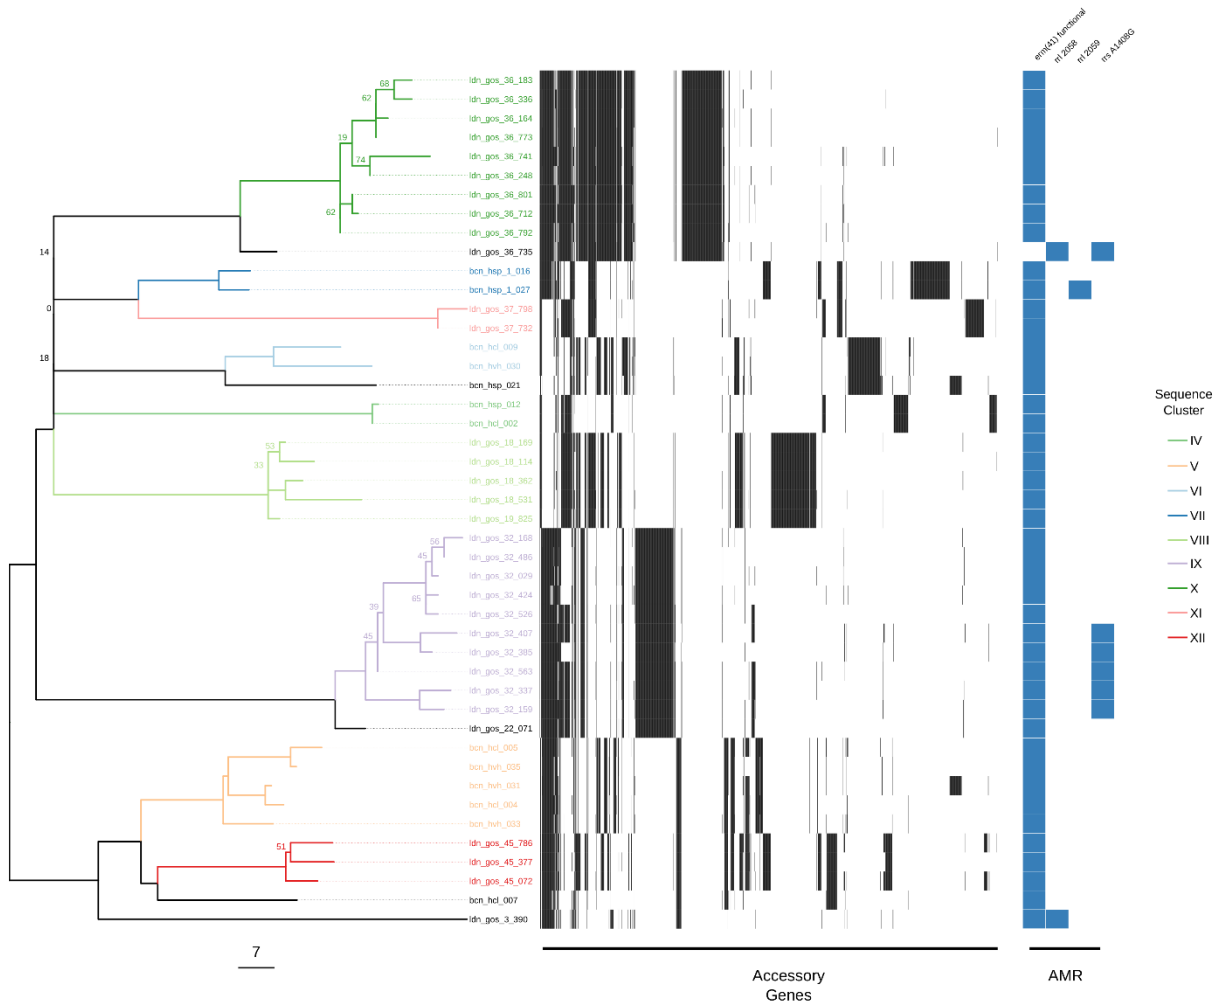 erm(41) functional
rrl 2058
rrl 2059
rrs A1408G
68
ldn_gos_36_183
62
ldn_gos_36_336
ldn_gos_36_164
19
ldn_gos_36_773
74
ldn_gos_36_741
ldn_gos_36_248
ldn_gos_36_801
62
ldn_gos_36_712
ldn_gos_36_792
14
ldn_gos_36_735
bcn_hsp_1_016
bcn_hsp_1_027
0
ldn_gos_37_798
ldn_gos_37_732
bcn_hcl_009
18
bcn_hvh_030
bcn_hsp_021
bcn_hsp_012
bcn_hcl_002
53
ldn_gos_18_169
33
ldn_gos_18_114
ldn_gos_18_362
ldn_gos_18_531
ldn_gos_19_825
56
ldn_gos_32_168
45
ldn_gos_32_486
ldn_gos_32_029
65
ldn_gos_32_424
39
ldn_gos_32_526
45
ldn_gos_32_407
ldn_gos_32_385
ldn_gos_32_563
ldn_gos_32_337
ldn_gos_32_159
ldn_gos_22_071
bcn_hcl_005
bcn_hvh_035
bcn_hvh_031
bcn_hcl_004
bcn_hvh_033
51
ldn_gos_45_786
ldn_gos_45_377
ldn_gos_45_072
bcn_hcl_007
ldn_gos_3_390
7
Accessory
Genes
AMR
Sequence
Cluster
IV
V
VI
VII
VIII
IX
X
XI
XII